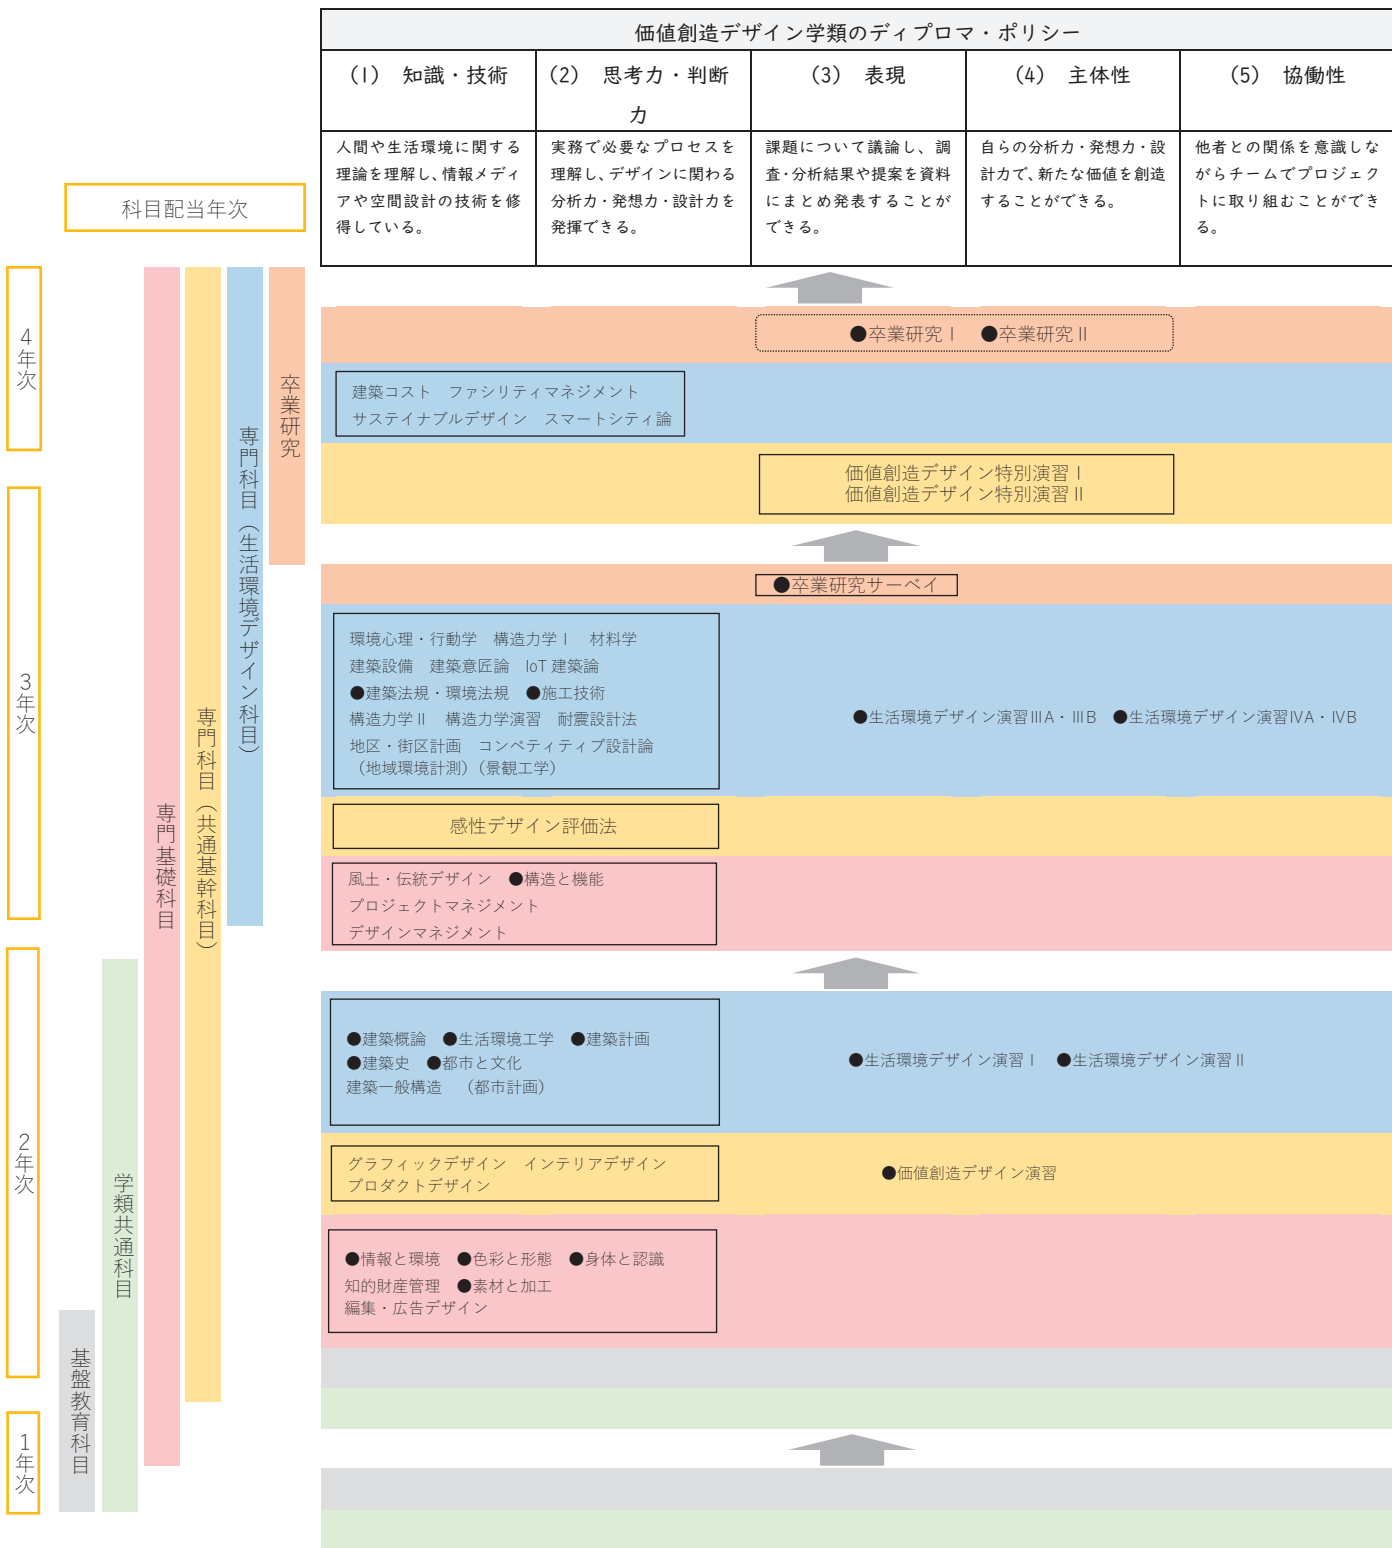 価値創造デザイン学類のディプロマ・ポリシー
(1) 知識・技術
(2) 思考力・判断
力
(3) 表現
(4) 主体性
(5) 協働性
人間や生活環境に関する
理論を理解し、情報メディ
アや空間設計の技術を修
得している。
実務で必要なプロセスを
理解し、デザインに関わる
分析力・発想力・設計力を
発揮できる。
課題について議論し、調
査・分析結果や提案を資料
にまとめ発表することが
できる。
自らの分析力・発想力・設
計力で、新たな価値を創造
することができる。
他者との関係を意識しな
がらチームでプロジェク
トに取り組むことができ
る。
科目配当年次
4年次
3年次
2年次
1年次
基盤教育科目
学類共通科目
専門基礎科目
専門科目（共通基幹科目）
専門科目（生活環境デザイン科目）
卒業研究
●卒業研究Ⅰ ●卒業研究Ⅱ
建築コスト ファシリティマネジメント
サステイナブルデザイン スマートシティ論
価値創造デザイン特別演習Ⅰ
価値創造デザイン特別演習Ⅱ
●卒業研究サーベイ
環境心理・行動学 構造力学Ⅰ 材料学
建築設備 建築意匠論 IoT 建築論
●建築法規・環境法規 ●施工技術
構造力学Ⅱ 構造力学演習 耐震設計法
地区・街区計画 コンペティティブ設計論
（地域環境計測）（景観工学）
●生活環境デザイン演習ⅢA・ⅢB ●生活環境デザイン演習ⅣA・ⅣB
感性デザイン評価法
風土・伝統デザイン ●構造と機能
プロジェクトマネジメント
デザインマネジメント
●建築概論 ●生活環境工学 ●建築計画
●建築史 ●都市と文化
建築一般構造 （都市計画）
●生活環境デザイン演習Ⅰ ●生活環境デザイン演習Ⅱ
グラフィックデザイン インテリアデザイン
プロダクトデザイン
●価値創造デザイン演習
●情報と環境 ●色彩と形態 ●身体と認識
知的財産管理 ●素材と加工
編集・広告デザイン